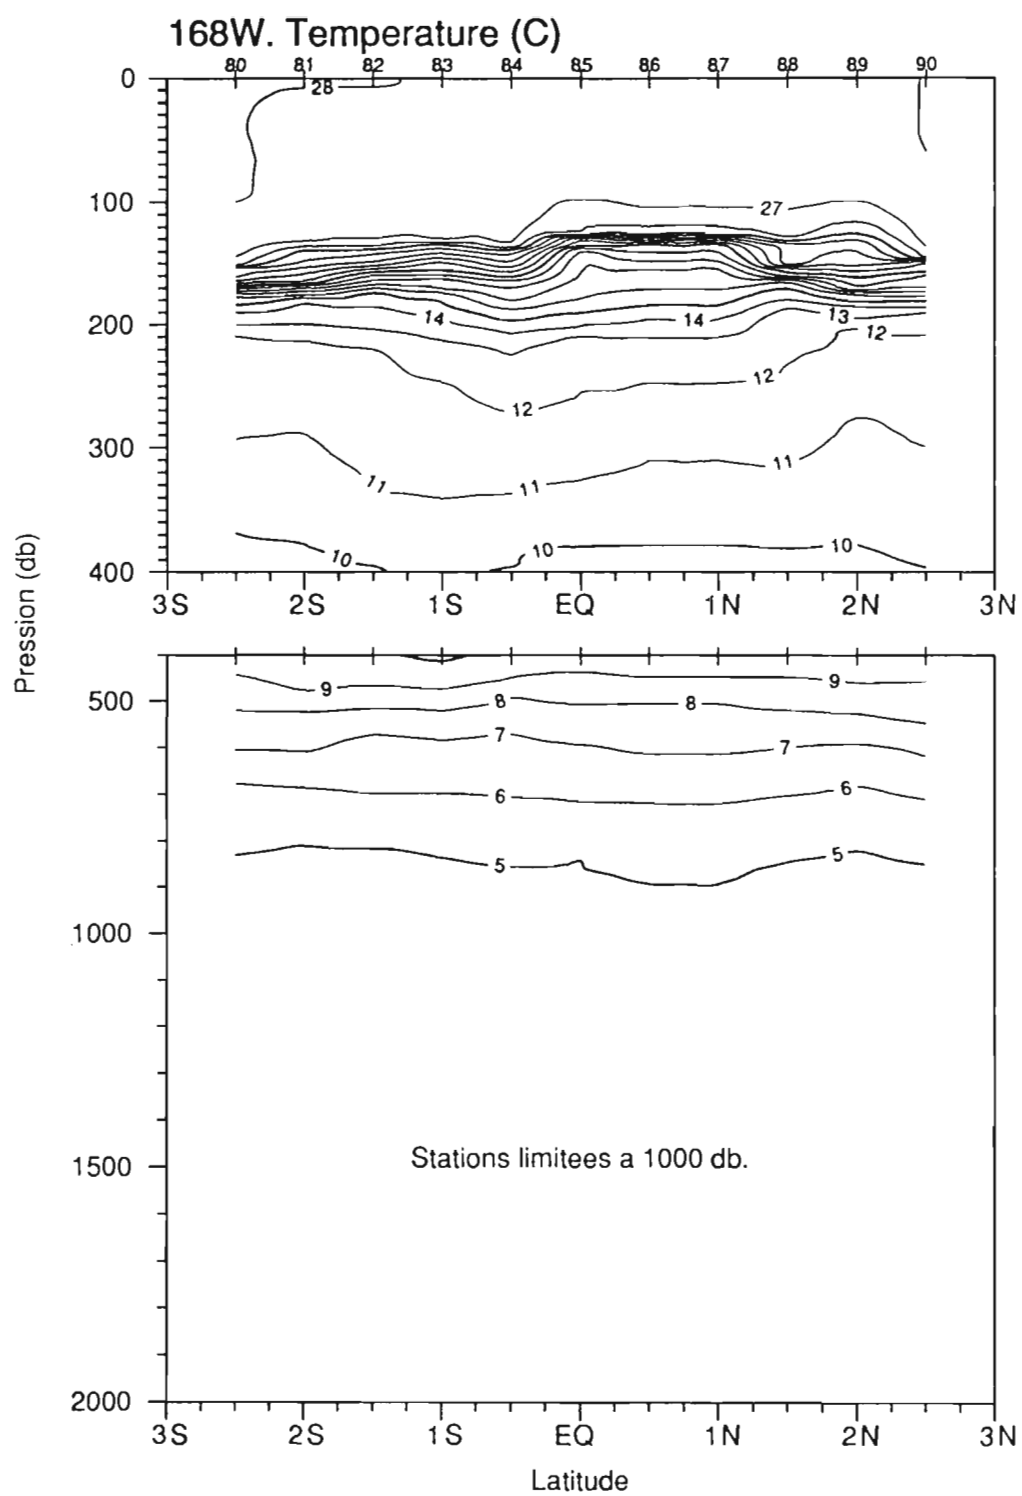 168W. Temperature (C)
80 81 82 83 84 85 86 87 88 89 90
0
28
100
27
14 14 13
200
12
12
12
300
11
11 11
10 10 10
400
3S 2S 1S EQ 1N 2N 3N
Pression (db)
9 9
500
8 8
7 7
6 6
5 5
1000
Stations limitees a 1000 db.
1500
2000
3S 2S 1S EQ 1N 2N 3N
Latitude